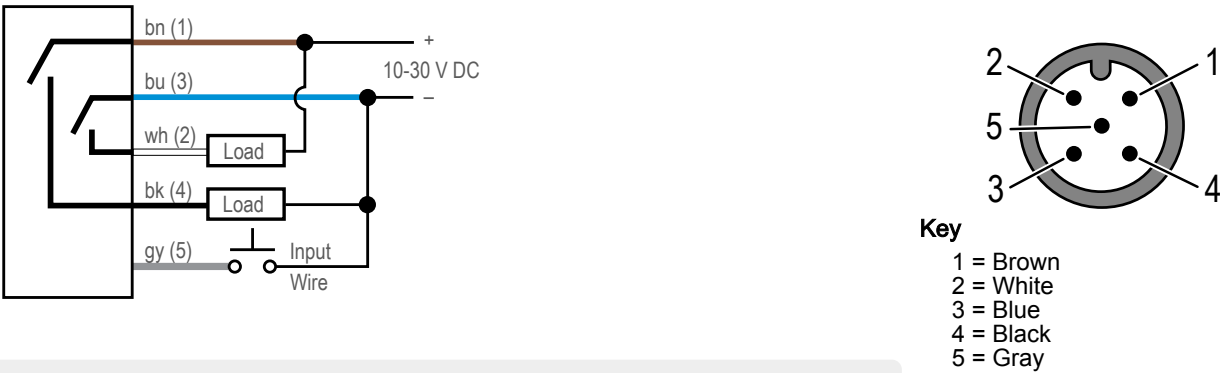 bn (1)
+
10-30 V DC
bu (3)
–
wh (2)
Load
bk (4)
Load
gy (5)
Input
Wire
2
1
5
3
4
Key
1 = Brown
2 = White
3 = Blue
4 = Black
5 = Gray